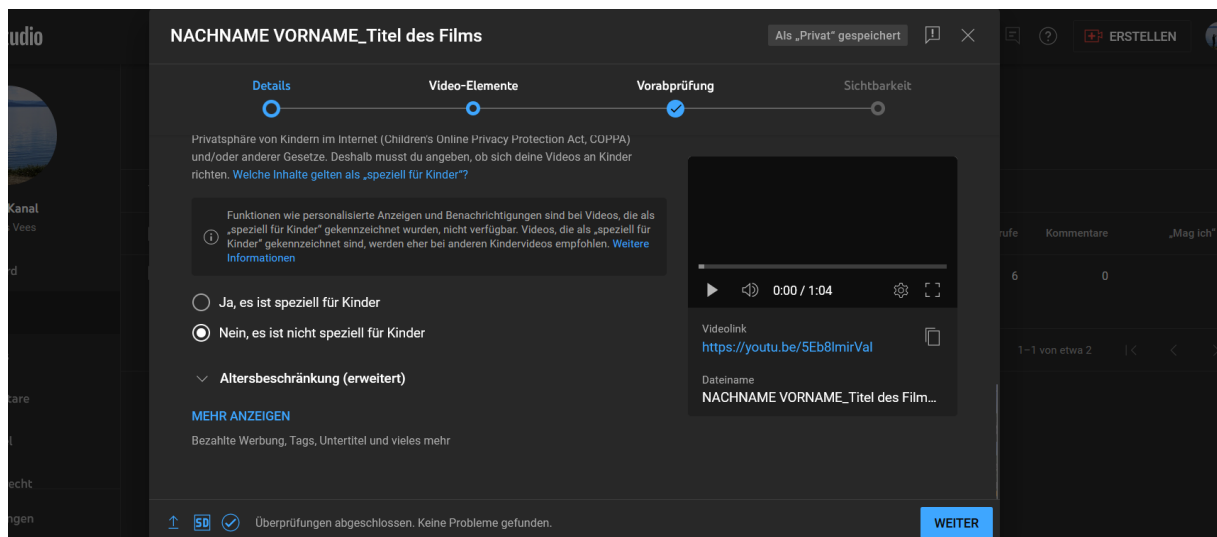 udio
NACHNAME VORNAME_Titel des Films
Als „Privat" gespeichert
ERSTELLEN
Details
Video-Elemente
Vorabprüfung
Sichtbarkeit
Privatsphäre von Kindern im Internet (Children's Online Privacy Protection Act, COPPA)
und/oder anderer Gesetze. Deshalb musst du angeben, ob sich deine Videos an Kinder
richten. Welche Inhalte gelten als „speziell für Kinder"?
Funktionen wie personalisierte Anzeigen und Benachrichtigungen sind bei Videos, die als
„speziell für Kinder" gekennzeichnet wurden, nicht verfügbar. Videos, die als „speziell für
Kinder" gekennzeichnet sind, werden eher bei anderen Kindervideos empfohlen. Weitere
Informationen
Ja, es ist speziell für Kinder
Nein, es ist nicht speziell für Kinder
Altersbeschränkung (erweitert)
MEHR ANZEIGEN
Bezahlte Werbung, Tags, Untertitel und vieles mehr
0:00 / 1:04
Videolink
https://youtu.be/5Eb8lmirVaI
Dateiname
NACHNAME VORNAME_Titel des Film...
Kanal
Vees
rd
tare
echt
ngen
rufe
Kommentare
„Mag ich"
6
0
1–1 von etwa 2
SD
Überprüfungen abgeschlossen. Keine Probleme gefunden.
WEITER